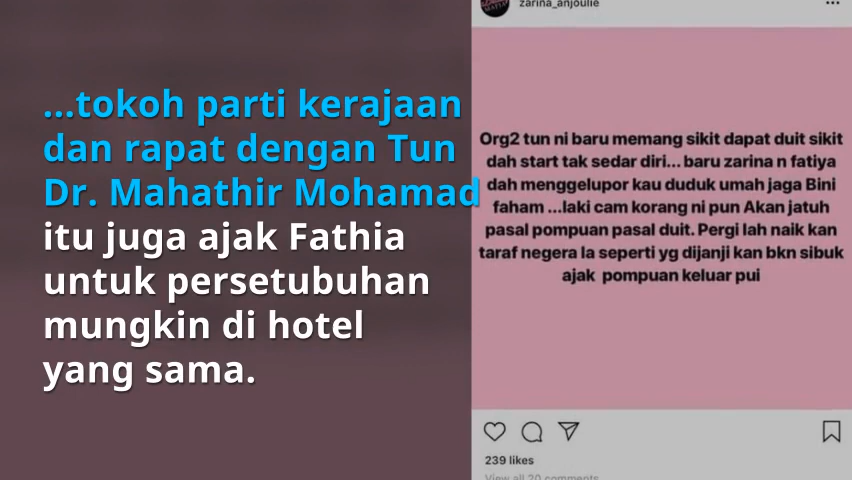 ...tokoh parti kerajaan
dan rapat dengan Tun
Dr. Mahathir Mohamad
itu juga ajak Fathia
untuk persetubuhan
mungkin di hotel
yang sama.
zarina_anjoulie
Org2 tun ni baru memang sikit dapat duit sikit
dah start tak sedar diri... baru zarina n fatiya
dah menggelupor kau duduk umah jaga Bini
faham ...laki cam korang ni pun Akan jatuh
pasal pompuan pasal duit. Pergi lah naik kan
taraf negera la seperti yg dijanji kan bkn sibuk
ajak pompuan keluar pui
239 likes
View all 20 comments